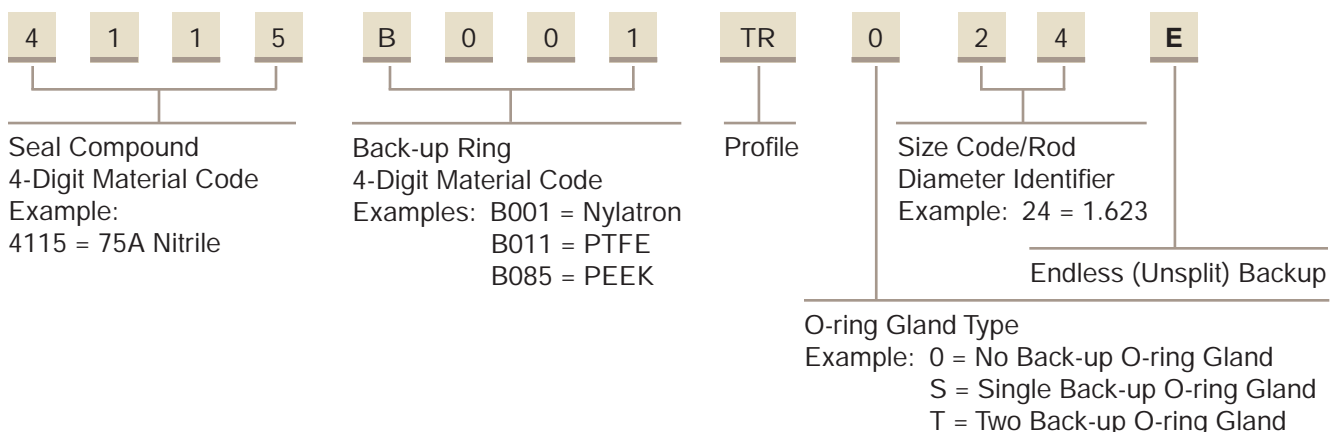 4 1 1 5 B 0 0 1 TR 0 2 4 E
Seal Compound
4-Digit Material Code
Example:
4115 = 75A Nitrile
Back-up Ring
4-Digit Material Code
Examples: B001 = Nylatron
B011 = PTFE
B085 = PEEK
Profile
Size Code/Rod
Diameter Identifier
Example: 24 = 1.623
Endless (Unsplit) Backup
O-ring Gland Type
Example: 0 = No Back-up O-ring Gland
S = Single Back-up O-ring Gland
T = Two Back-up O-ring Gland